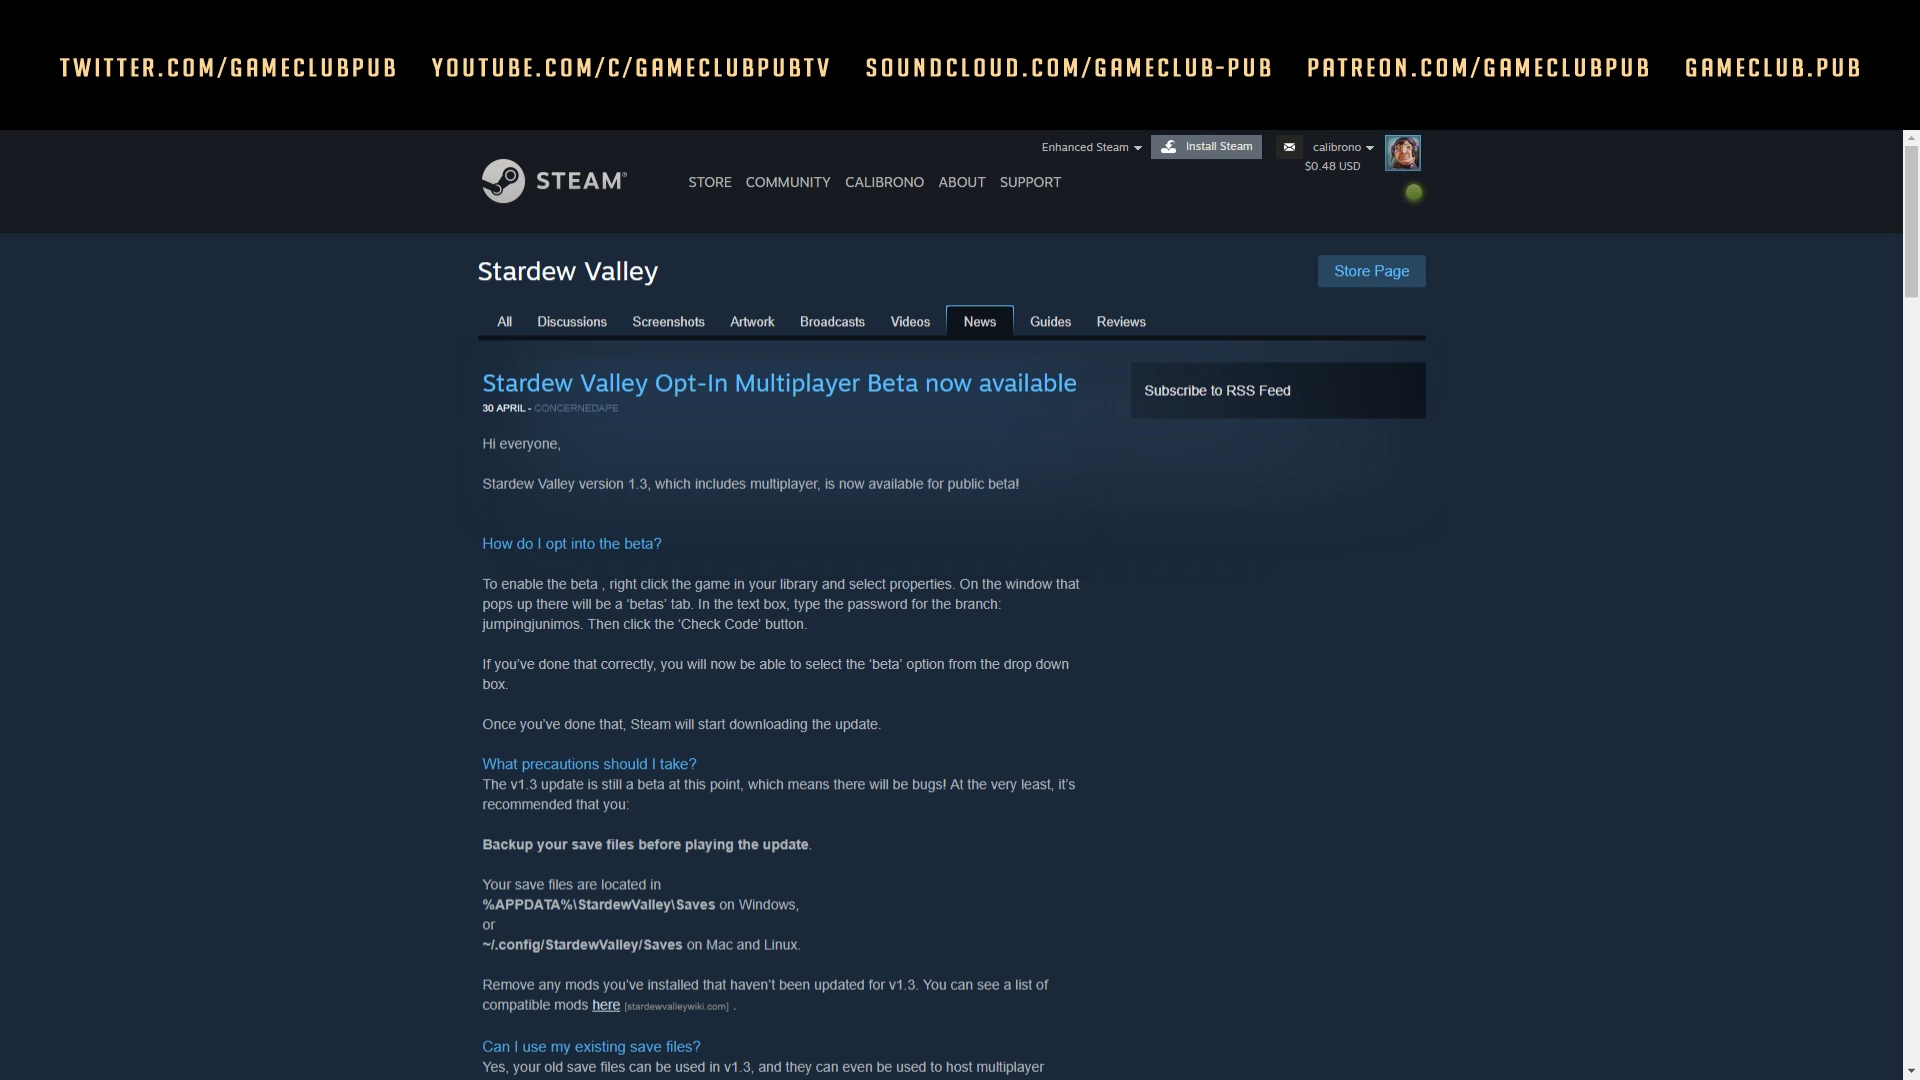 TWITTER.COM/GAMECLUBPUB YOUTUBE.COM/C/GAMECLUBPUBTV SOUNDCLOUD.COM/GAMECLUB-PUB PATREON.COM/GAMECLUBPUB GAMECLUB.PUB
Enhanced Steam Install Steam calibrono
$0.48 USD
STEAM® STORE COMMUNITY CALIBRONO ABOUT SUPPORT
Stardew Valley Store Page
All Discussions Screenshots Artwork Broadcasts Videos News Guides Reviews
Stardew Valley Opt-In Multiplayer Beta now available
Subscribe to RSS Feed
30 APRIL - CONCERNEDAPE
Hi everyone,
Stardew Valley version 1.3, which includes multiplayer, is now available for public beta!
How do I opt into the beta?
To enable the beta , right click the game in your library and select properties. On the window that
pops up there will be a ‘betas’ tab. In the text box, type the password for the branch:
jumpingjunimos. Then click the ‘Check Code’ button.
If you’ve done that correctly, you will now be able to select the ‘beta’ option from the drop down
box.
Once you’ve done that, Steam will start downloading the update.
What precautions should I take?
The v1.3 update is still a beta at this point, which means there will be bugs! At the very least, it’s
recommended that you:
Backup your save files before playing the update.
Your save files are located in
%APPDATA%\StardewValley\Saves on Windows,
or
~/.config/StardewValley/Saves on Mac and Linux.
Remove any mods you’ve installed that haven’t been updated for v1.3. You can see a list of
compatible mods here [stardewvalleywiki.com] .
Can I use my existing save files?
Yes, your old save files can be used in v1.3, and they can even be used to host multiplayer